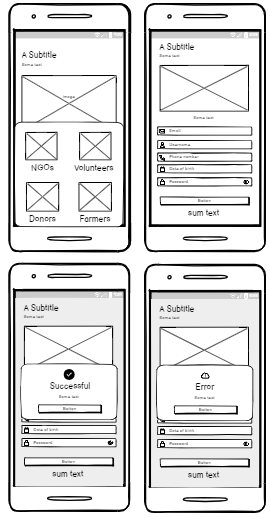 A Subtitle
Some text
Image
NGOs
Volunteers
Donors
Farmers
A Subtitle
Some text
Some text
Email
Username
Phone number
Date of birth
Password
Button
sum text
A Subtitle
Some text
Successful
Some text
Button
Date of birth
Password
Button
sum text
A Subtitle
Some text
Error
Some text
Button
Date of birth
Password
Button
sum text